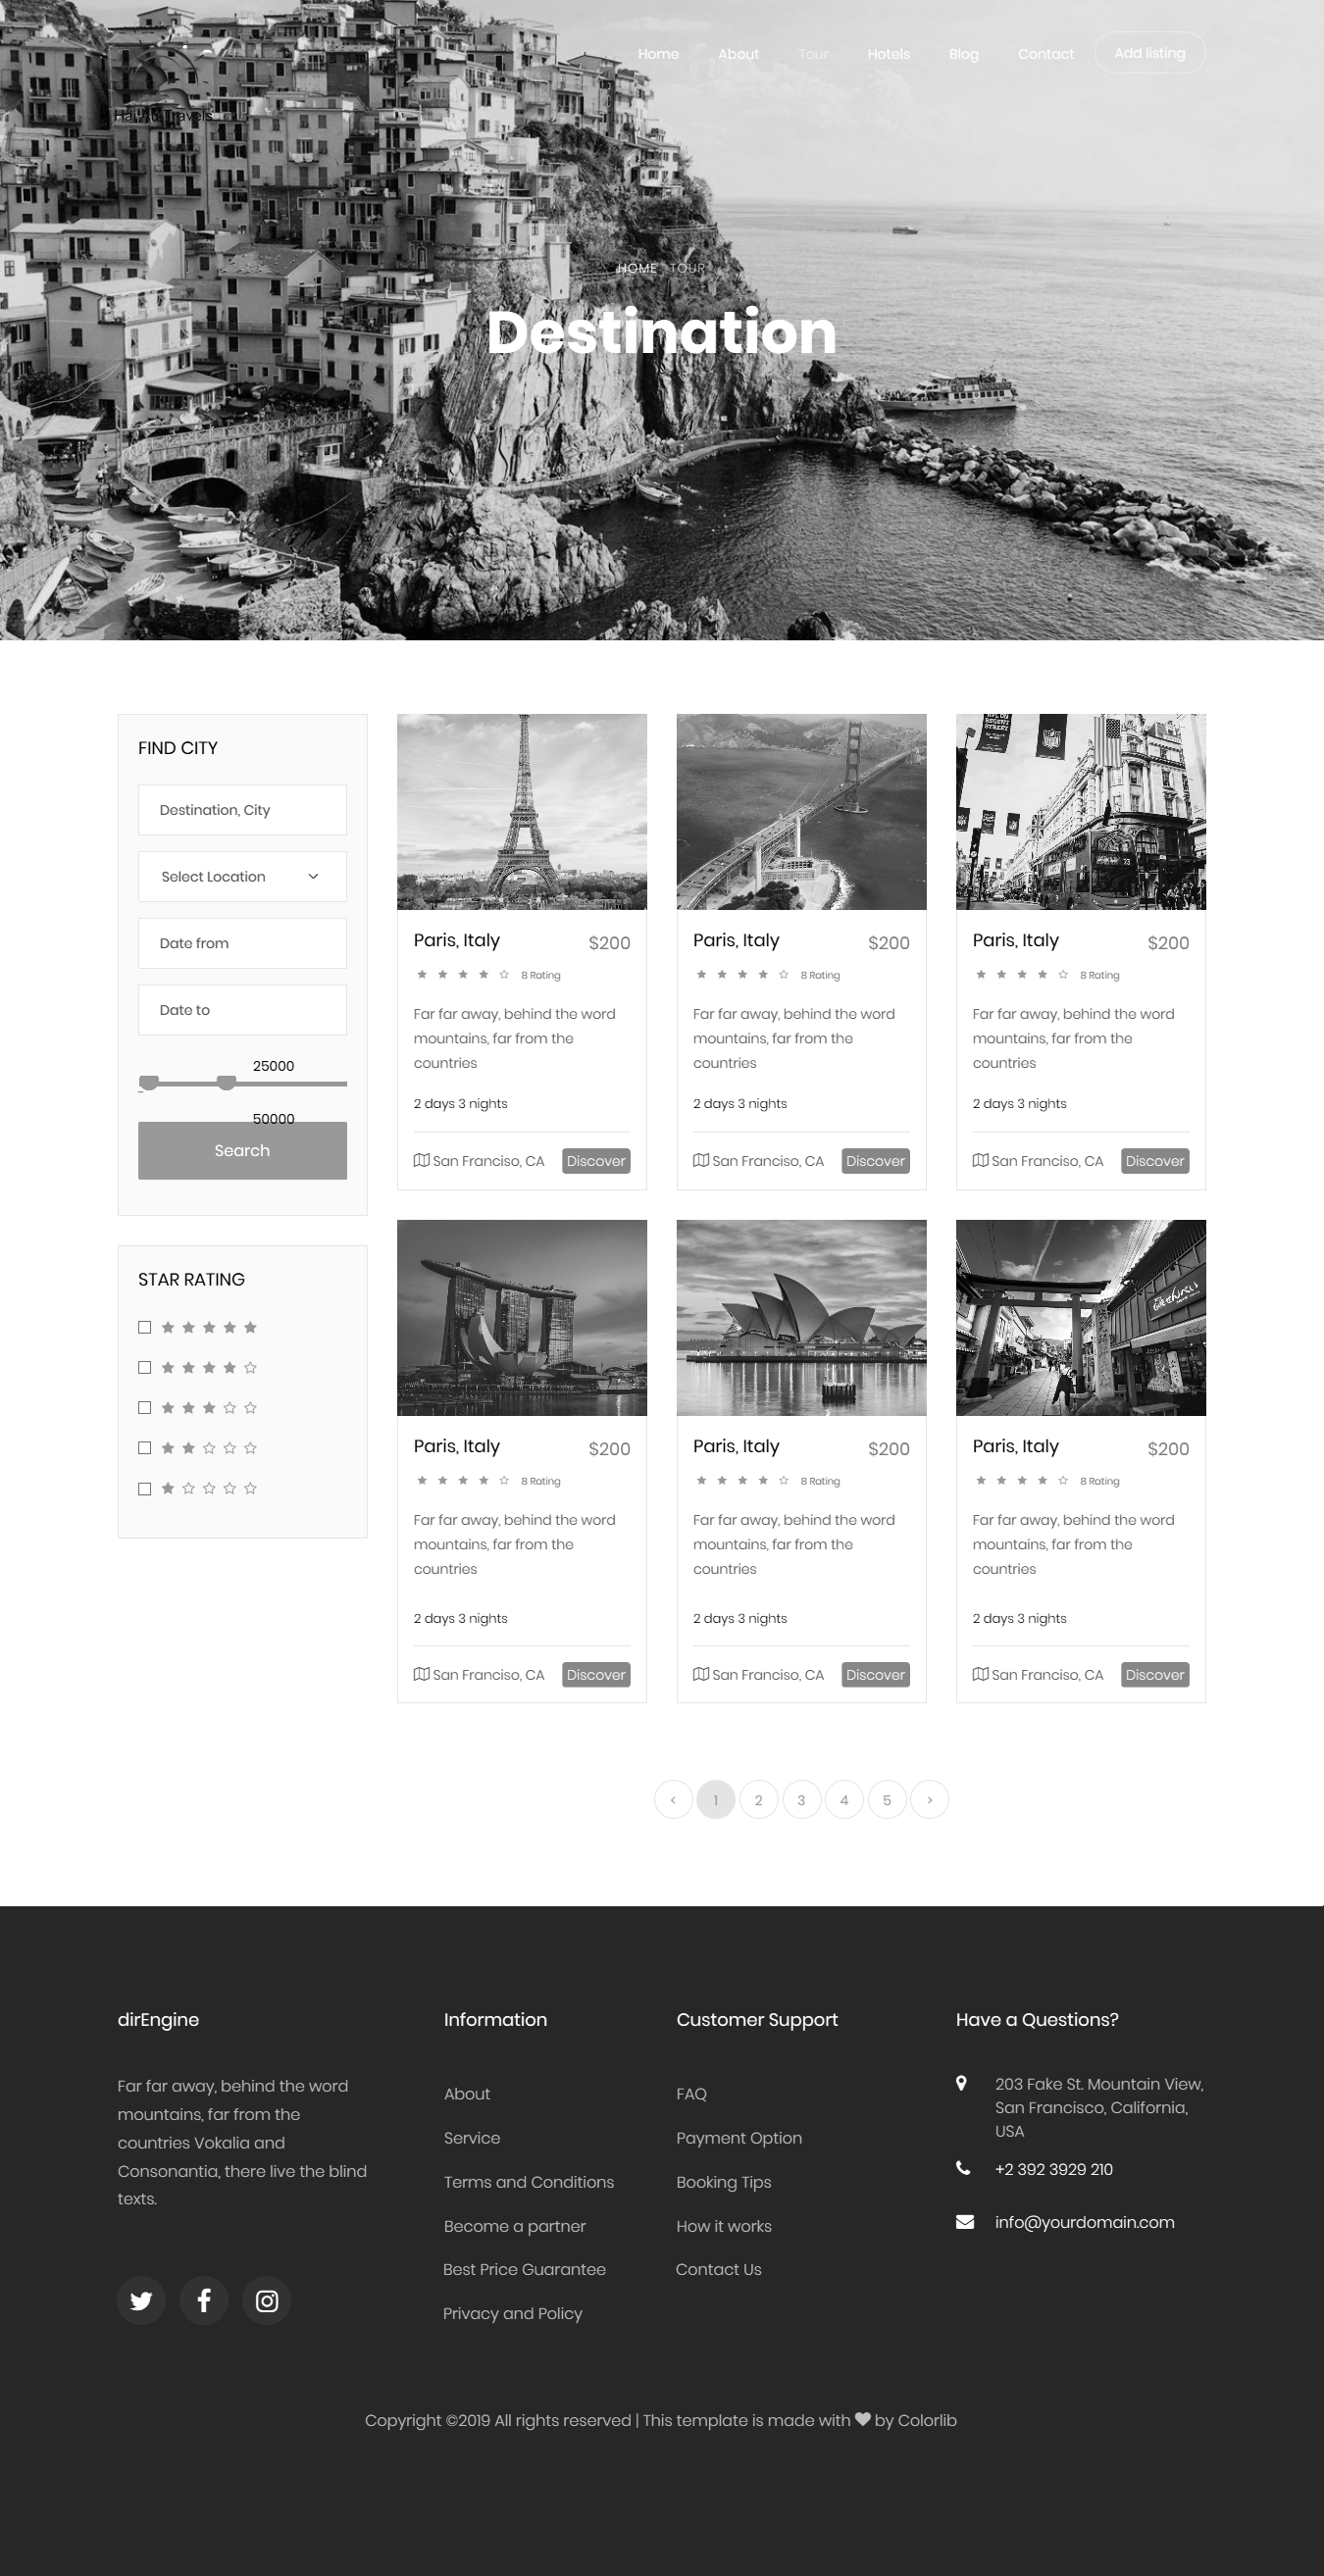 Home About Tour Hotels Blog Contact Add listing
Hai Au Travels
HOME TOUR
Destination
FIND CITY
Destination, City
Select Location
Date from
Date to
25000
50000
Search
STAR RATING
Paris, Italy $200
8 Rating
Far far away, behind the word
mountains, far from the
countries
2 days 3 nights
San Franciso, CA Discover
Paris, Italy $200
8 Rating
Far far away, behind the word
mountains, far from the
countries
2 days 3 nights
San Franciso, CA Discover
Paris, Italy $200
8 Rating
Far far away, behind the word
mountains, far from the
countries
2 days 3 nights
San Franciso, CA Discover
Paris, Italy $200
8 Rating
Far far away, behind the word
mountains, far from the
countries
2 days 3 nights
San Franciso, CA Discover
Paris, Italy $200
8 Rating
Far far away, behind the word
mountains, far from the
countries
2 days 3 nights
San Franciso, CA Discover
Paris, Italy $200
8 Rating
Far far away, behind the word
mountains, far from the
countries
2 days 3 nights
San Franciso, CA Discover
< 1 2 3 4 5 >
dirEngine
Far far away, behind the word
mountains, far from the
countries Vokalia and
Consonantia, there live the blind
texts.
Information
About
Service
Terms and Conditions
Become a partner
Best Price Guarantee
Privacy and Policy
Customer Support
FAQ
Payment Option
Booking Tips
How it works
Contact Us
Have a Questions?
203 Fake St. Mountain View,
San Francisco, California,
USA
+2 392 3929 210
info@yourdomain.com
Copyright ©2019 All rights reserved | This template is made with ♥ by Colorlib